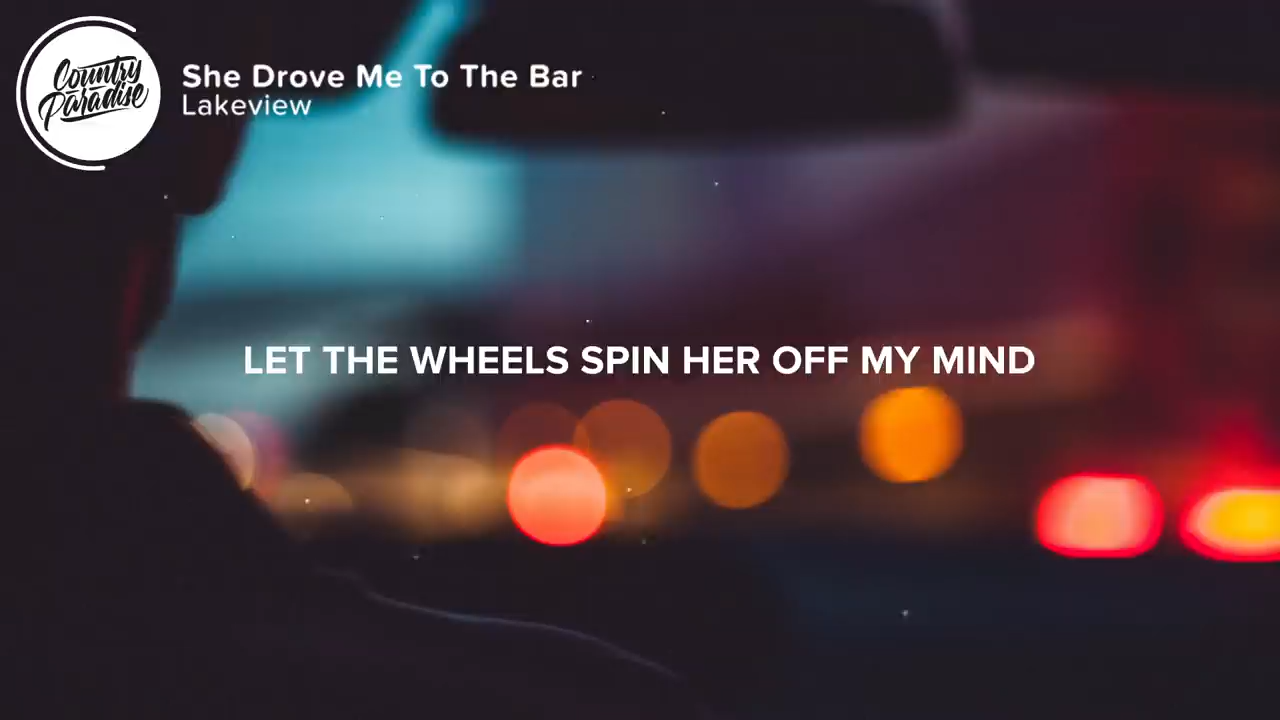 Country
Paradise
She Drove Me To The Bar
Lakeview
LET THE WHEELS SPIN HER OFF MY MIND